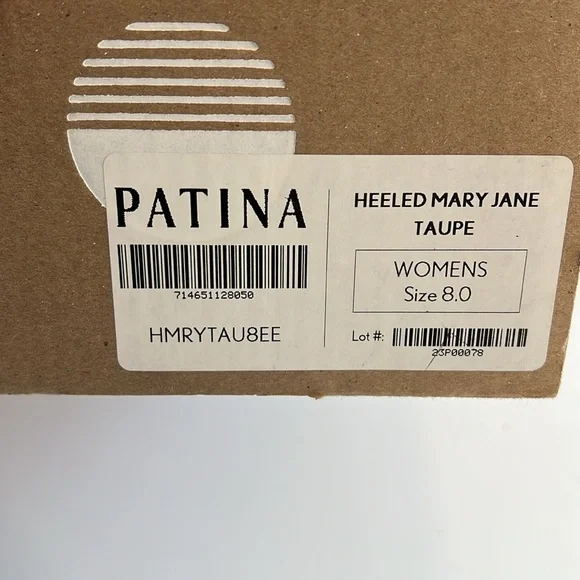 PATINA
714651128050
HMRYTAU8EE
HEELED MARY JANE
TAUPE
WOMENS
Size 8.0
Lot #:
23P00078